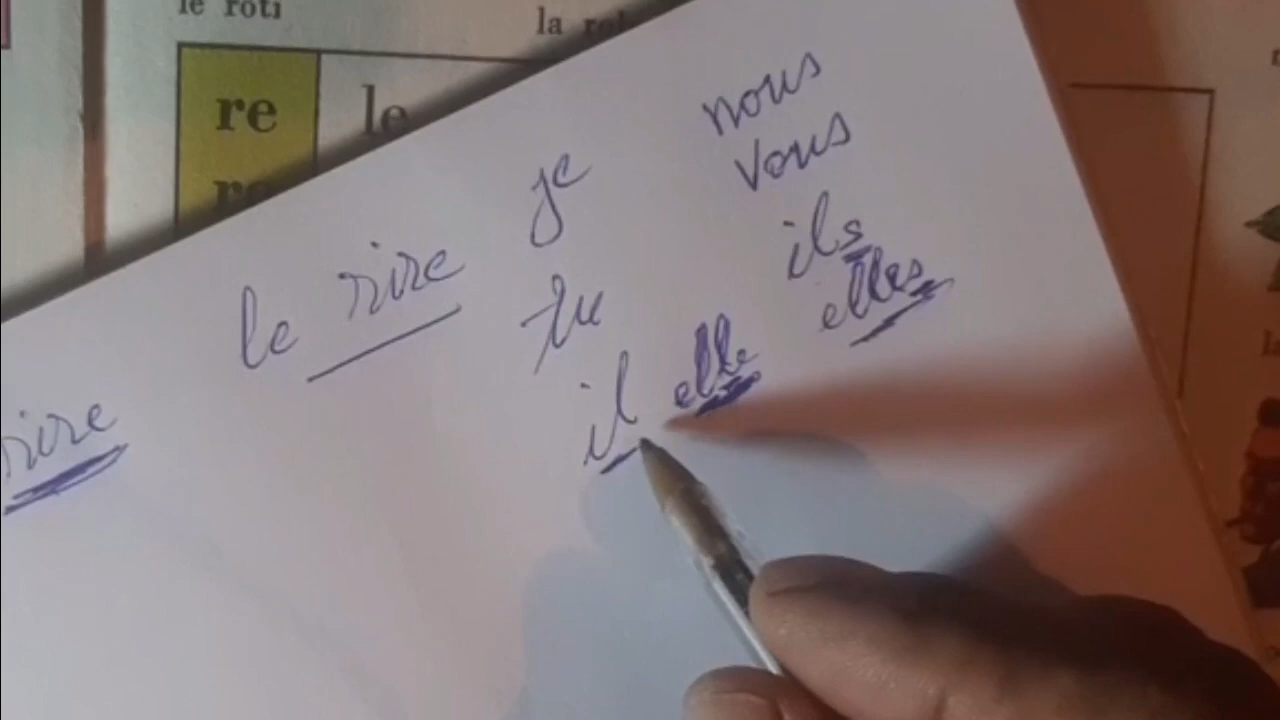 le roti
la
re
le
je
tu
il elle
nous
vous
ils
elles
le rire
rire